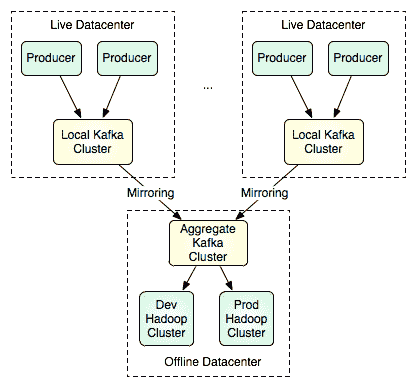 Live Datacenter
Producer
Producer
Local Kafka
Cluster
...
Live Datacenter
Producer
Producer
Local Kafka
Cluster
Mirroring
Mirroring
Aggregate
Kafka
Cluster
Dev
Hadoop
Cluster
Prod
Hadoop
Cluster
Offline Datacenter